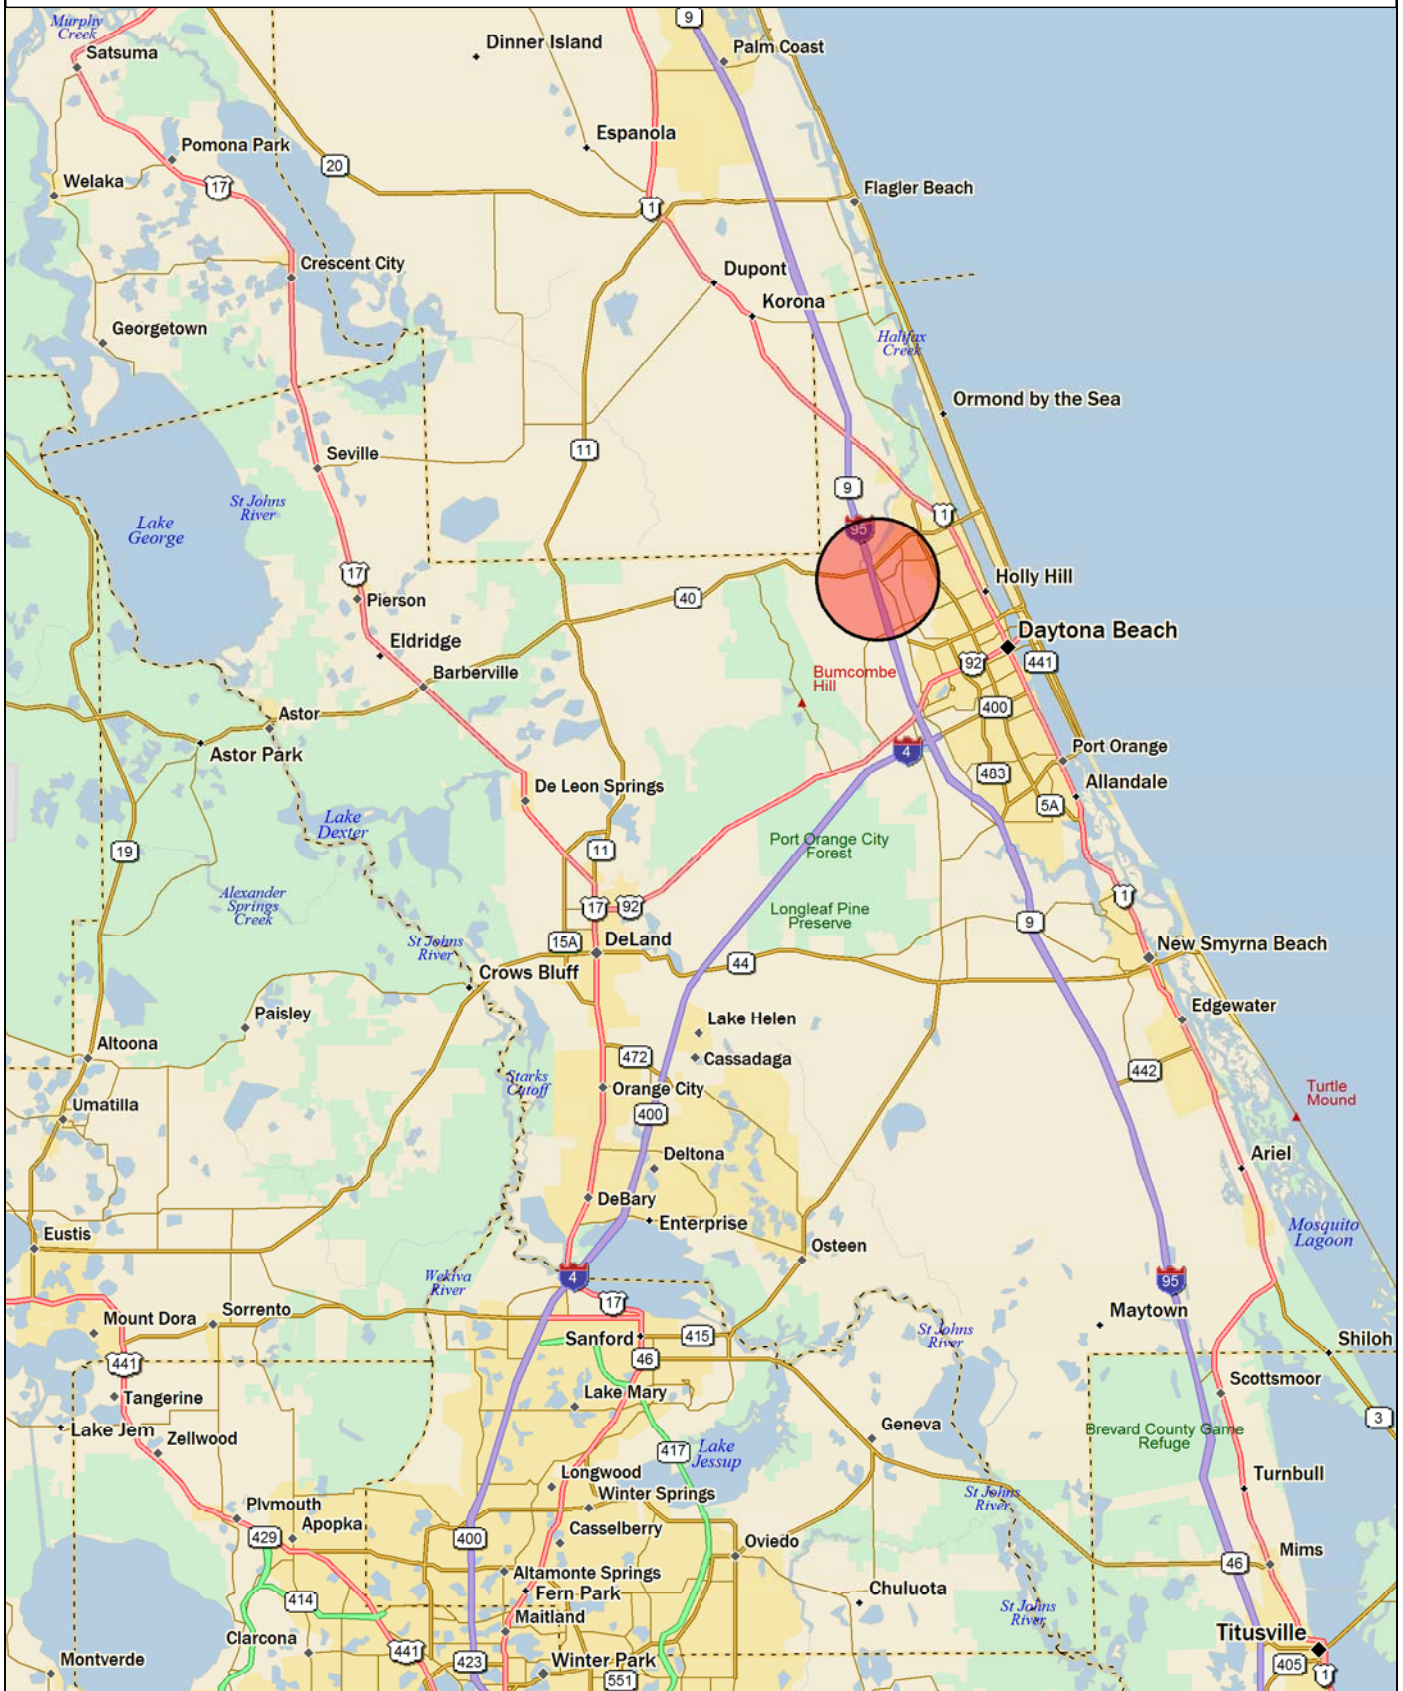 9
Murphy
Creek
Satsuma
Dinner Island
Palm Coast
Espanola
Pomona Park
20
Welaka
17
Flagler Beach
1
Crescent City
Dupont
Korona
Georgetown
Halifax
Creek
Ormond by the Sea
Seville
11
9
St Johns
River
Lake
George
1
95
17
Holly Hill
Pierson
40
Eldridge
Daytona Beach
92
441
Barberville
Bumcombe
Hill
Astor
400
Astor Park
4
Port Orange
483
Allandale
De Leon Springs
5A
Lake
Dexter
19
11
Port Orange City
Forest
Alexander
Springs
Creek
17
92
1
Longleaf Pine
Preserve
9
15A
DeLand
St Johns
River
New Smyrna Beach
44
Crows Bluff
Edgewater
Paisley
Lake Helen
Altoona
472
Cassadaga
442
Starks
Cutoff
Orange City
Turtle
Mound
Umatilla
400
Deltona
Ariel
DeBary
Enterprise
Mosquito
Lagoon
Eustis
Osteen
4
Wekiva
River
95
17
Mount Dora
Sorrento
Maytown
Sanford
415
St Johns
River
Shiloh
441
46
Tangerine
Lake Mary
Scottsmoor
Lake Jem
Geneva
3
Zellwood
417
Lake
Jessup
Brevard County Game
Refuge
Longwood
Turnbull
Winter Springs
St Johns
River
Plymouth
Apopka
Casselberry
429
400
Oviedo
Mims
46
Altamonte Springs
Fern Park
Chuluota
414
Maitland
St Johns
River
Clarcona
Titusville
441
423
Winter Park
Montverde
405
551
1